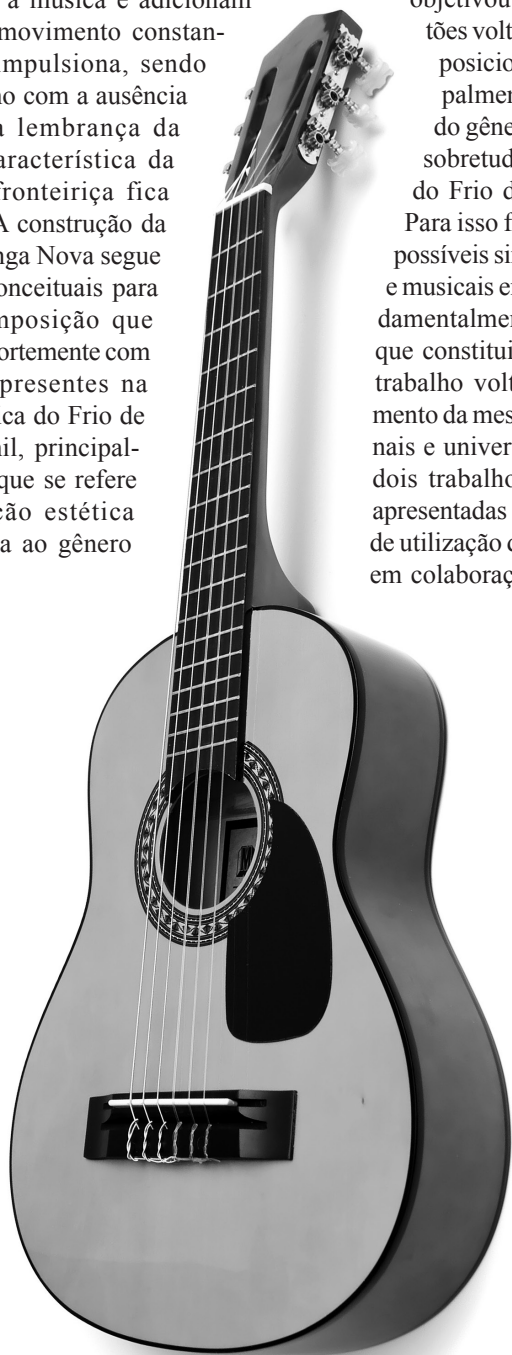 à música e adicionam
movimento constan-
impulsiona, sendo
com a ausência
a lembrança da
aracterística da
fronteiriça fica
A construção da
nga Nova segue
onceituais para
mposição que
ortemente com
presentes na
ica do Frio de
principal-
que se refere
ção estética
a ao gênero
objetivou
tões volt
posicio
palmen
do gêne
sobretud
do Frio d
Para isso f
possíveis si
e musicais e
damentalme
que constitui
trabalho volt
mento da mes
nais e univer
dois trabalho
apresentadas
de utilização d
em colaboraç